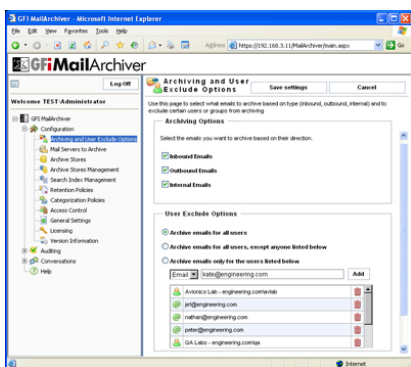 GFI MailArchiver - Microsoft Internet Explorer
File Edit View Favorites Tools Help
Address https://192.168.3.11/MailArchiver/main.aspx Go
GFiMailArchiver
Log Off
Welcome TEST\Administrator
GFI MailArchiver
Configuration
Archiving and User Exclude Options
Mail Servers to Archive
Archive Stores
Archive Stores Management
Search Index Management
Retention Policies
Categorization Policies
Access Control
General Settings
Licensing
Version Information
Auditing
Conversations
Help
Archiving and User Exclude Options
Save settings
Cancel
Use this page to select what emails to archive based on type (inbound, outbound, internal) and to
exclude certain users or groups from archiving
Archiving Options
Select the emails you want to archive based on their direction.
Inbound Emails
Outbound Emails
Internal Emails
User Exclude Options
Archive emails for all users
Archive emails for all users, except anyone listed below
Archive emails only for the users listed below
Email kate@engineering.com Add
Avionics Lab - engineering.com\avlab
jef@engineering.com
nathan@engineering.com
peter@engineering.com
QA Labs - engineering.com\qa
Internet